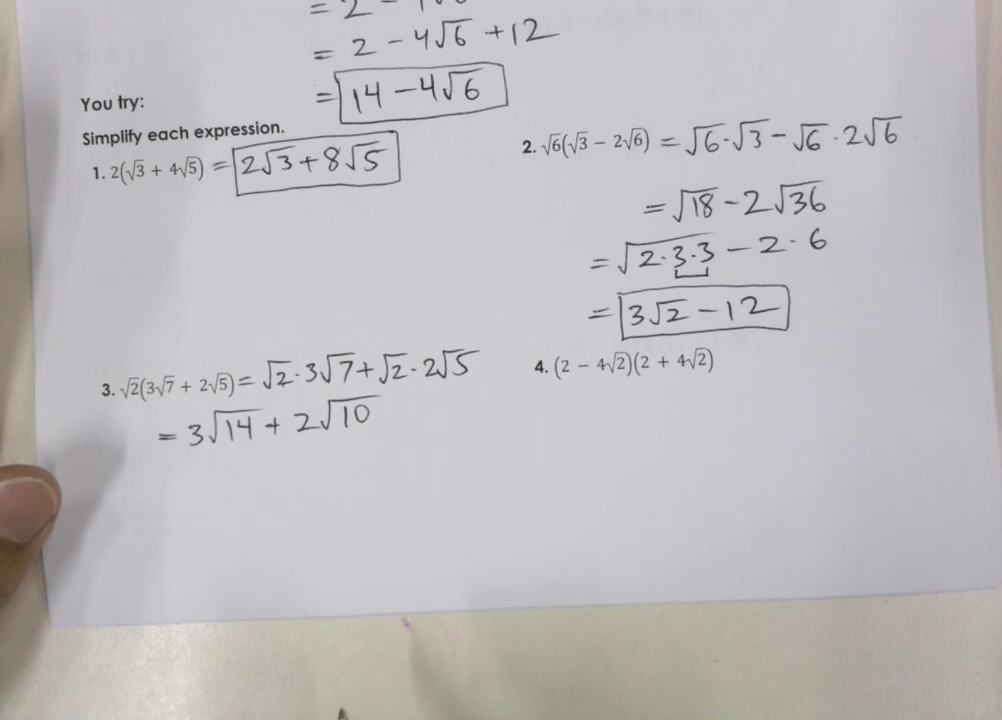 = 2 - 4√6 + 12
= 14 - 4√6
You try:
Simplify each expression.
1. 2(√3 + 4√5) = 2√3 + 8√5
2. √6(√3 − 2√6) = √6·√3 - √6 · 2√6
= √18 - 2√36
= √2·3·3 - 2·6
= 3√2 - 12
3. √2(3√7 + 2√5) = √2·3√7 + √2·2√5
= 3√14 + 2√10
4. (2 − 4√2)(2 + 4√2)